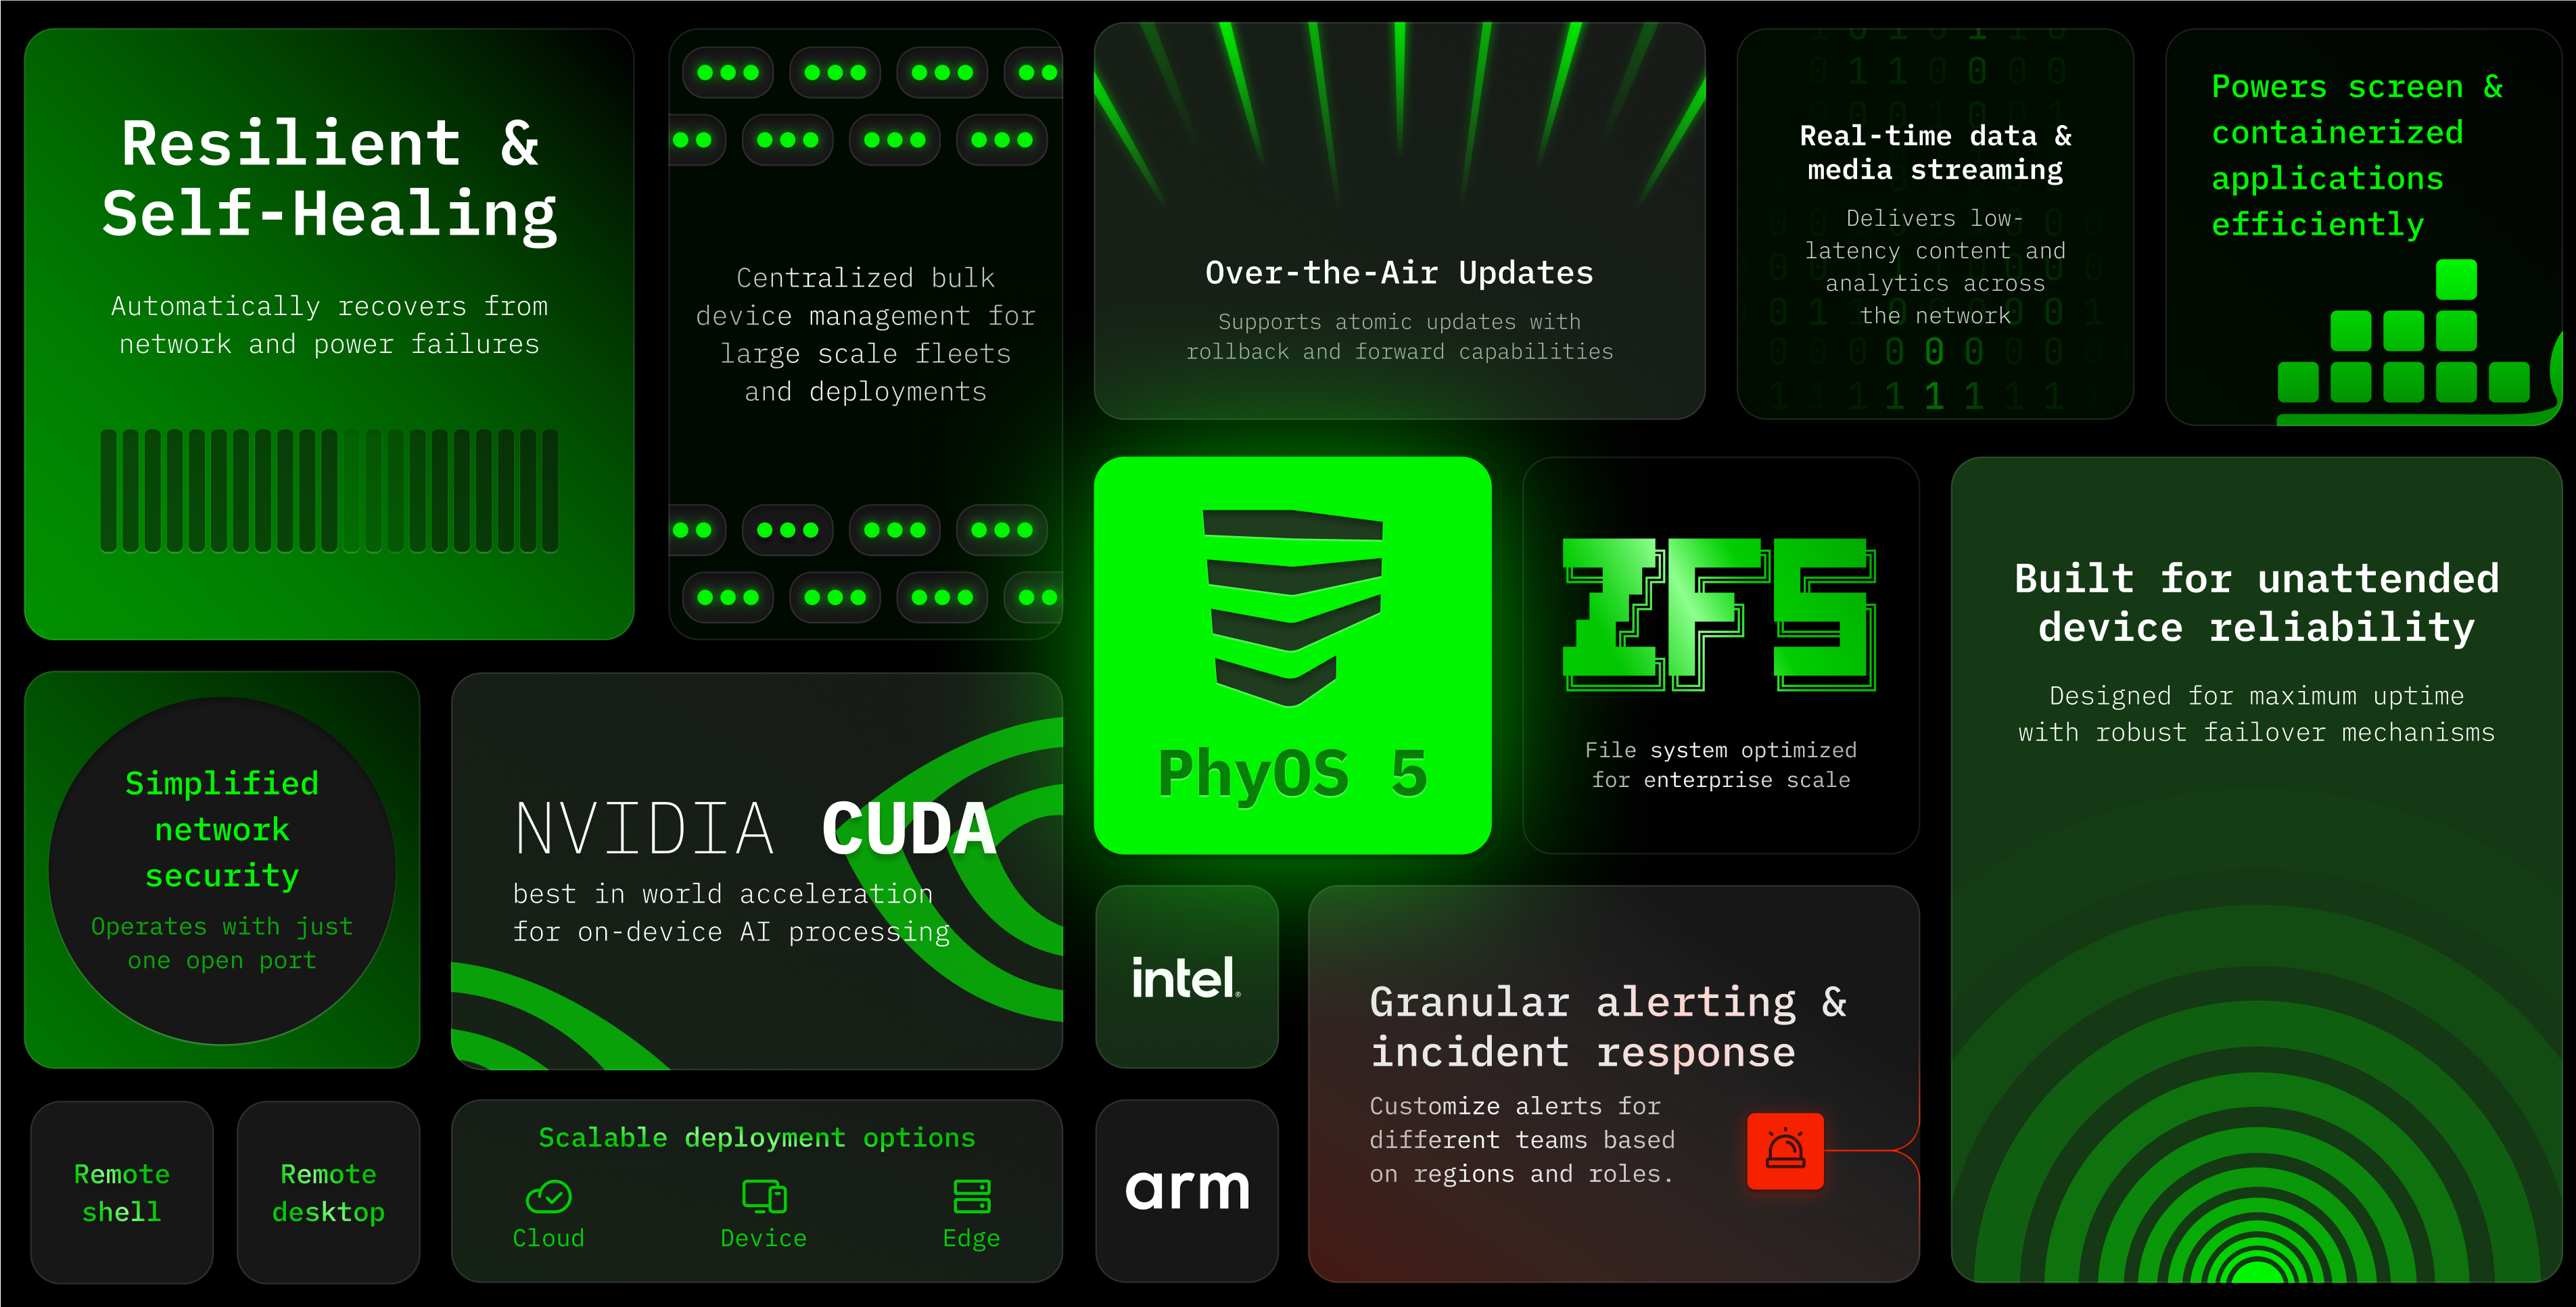 Resilient &
Self-Healing
Automatically recovers from
network and power failures
Centralized bulk
device management for
large scale fleets
and deployments
Over-the-Air Updates
Supports atomic updates with
rollback and forward capabilities
Real-time data &
media streaming
Delivers low-
latency content and
analytics across
the network
Powers screen &
containerized
applications
efficiently
PhyOS 5
ZFS
File system optimized
for enterprise scale
Built for unattended
device reliability
Designed for maximum uptime
with robust failover mechanisms
Simplified
network
security
Operates with just
one open port
NVIDIA CUDA
best in world acceleration
for on-device AI processing
intel®
Granular alerting &
incident response
Customize alerts for
different teams based
on regions and roles.
Remote
shell
Remote
desktop
Scalable deployment options
Cloud
Device
Edge
arm